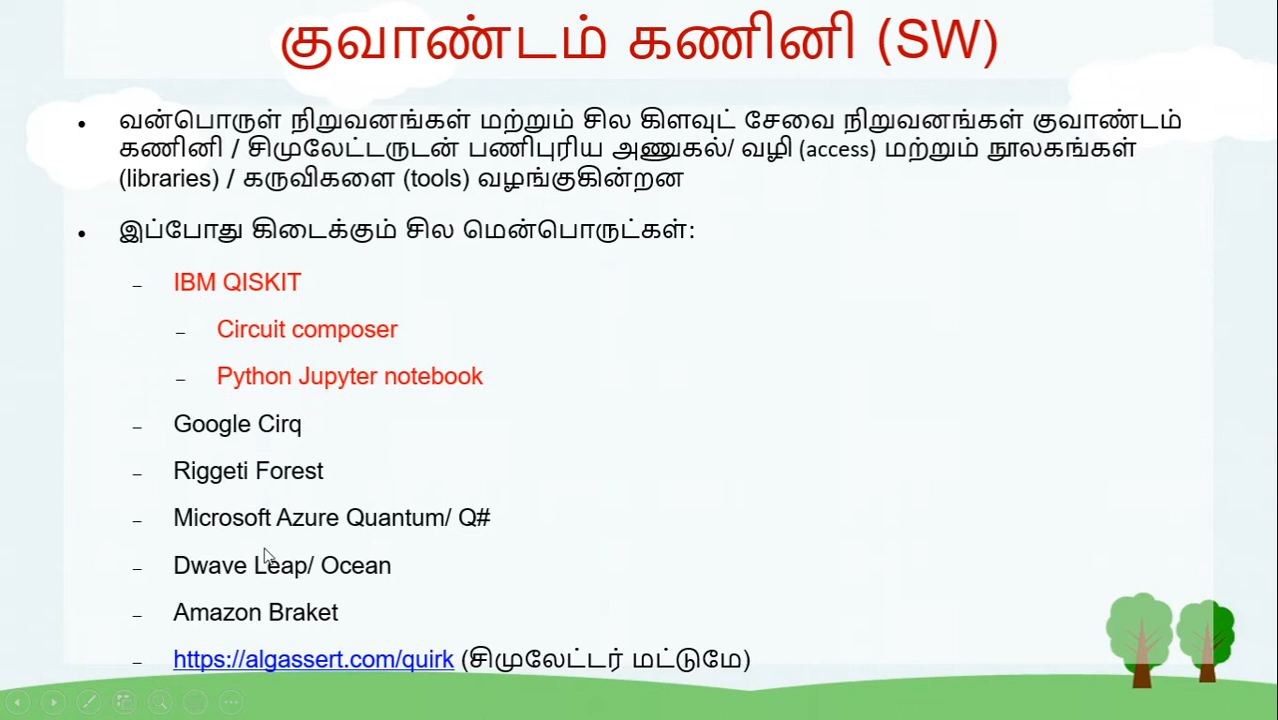 குவாண்டம் கணினி (SW)
• வன்பொருள் நிறுவனங்கள் மற்றும் சில கிளவுட் சேவை நிறுவனங்கள் குவாண்டம்
கணினி / சிமுலேட்டருடன் பணிபுரிய அணுகல்/ வழி (access) மற்றும் நூலகங்கள்
(libraries) / கருவிகளை (tools) வழங்குகின்றன
• இப்போது கிடைக்கும் சில மென்பொருட்கள்:
– IBM QISKIT
– Circuit composer
– Python Jupyter notebook
– Google Cirq
– Riggeti Forest
– Microsoft Azure Quantum/ Q#
– Dwave Leap/ Ocean
– Amazon Braket
– https://algassert.com/quirk (சிமுலேட்டர் மட்டுமே)